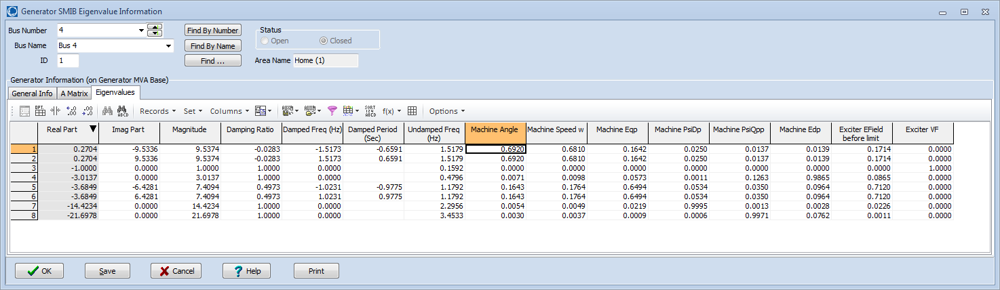 Generator SMIB Eigenvalue Information
Bus Number 4 Find By Number Status
Bus Name Bus 4 Find By Name Open Closed
ID 1 Find ... Area Name Home (1)
Generator Information (on Generator MVA Base)
General Info A Matrix Eigenvalues
OPT. .00 +.0 AUXB AUXB SORT f(x) Records Set Columns Options
Real Part Imag Part Magnitude Damping Ratio Damped Freq (Hz) Damped Period (Sec) Undamped Freq (Hz) Machine Angle Machine Speed w Machine Eqp Machine PsiDp Machine PsiQpp Machine Edp Exciter EField before limit Exciter VF
1 0.2704 -9.5336 9.5374 -0.0283 -1.5173 -0.6591 1.5179 0.6920 0.6810 0.1642 0.0250 0.0137 0.0139 0.1714 0.0000
2 0.2704 9.5336 9.5374 -0.0283 1.5173 0.6591 1.5179 0.6920 0.6810 0.1642 0.0250 0.0137 0.0139 0.1714 0.0000
3 -1.0000 0.0000 1.0000 1.0000 0.0000 0.1592 0.0000 0.0000 0.0000 0.0000 0.0000 0.0000 0.0000 1.0000
4 -3.0137 0.0000 3.0137 1.0000 0.0000 0.4796 0.0071 0.0098 0.0573 0.0011 0.1263 0.9865 0.0865 0.0000
5 -3.6849 -6.4281 7.4094 0.4973 -1.0231 -0.9775 1.1792 0.1643 0.1764 0.6494 0.0534 0.0350 0.0964 0.7120 0.0000
6 -3.6849 6.4281 7.4094 0.4973 1.0231 0.9775 1.1792 0.1643 0.1764 0.6494 0.0534 0.0350 0.0964 0.7120 0.0000
7 -14.4234 0.0000 14.4234 1.0000 0.0000 2.2956 0.0054 0.0049 0.0219 0.9995 0.0013 0.0028 0.0226 0.0000
8 -21.6978 0.0000 21.6978 1.0000 0.0000 3.4533 0.0030 0.0037 0.0009 0.0006 0.9971 0.0762 0.0011 0.0000
OK Save Cancel ? Help Print